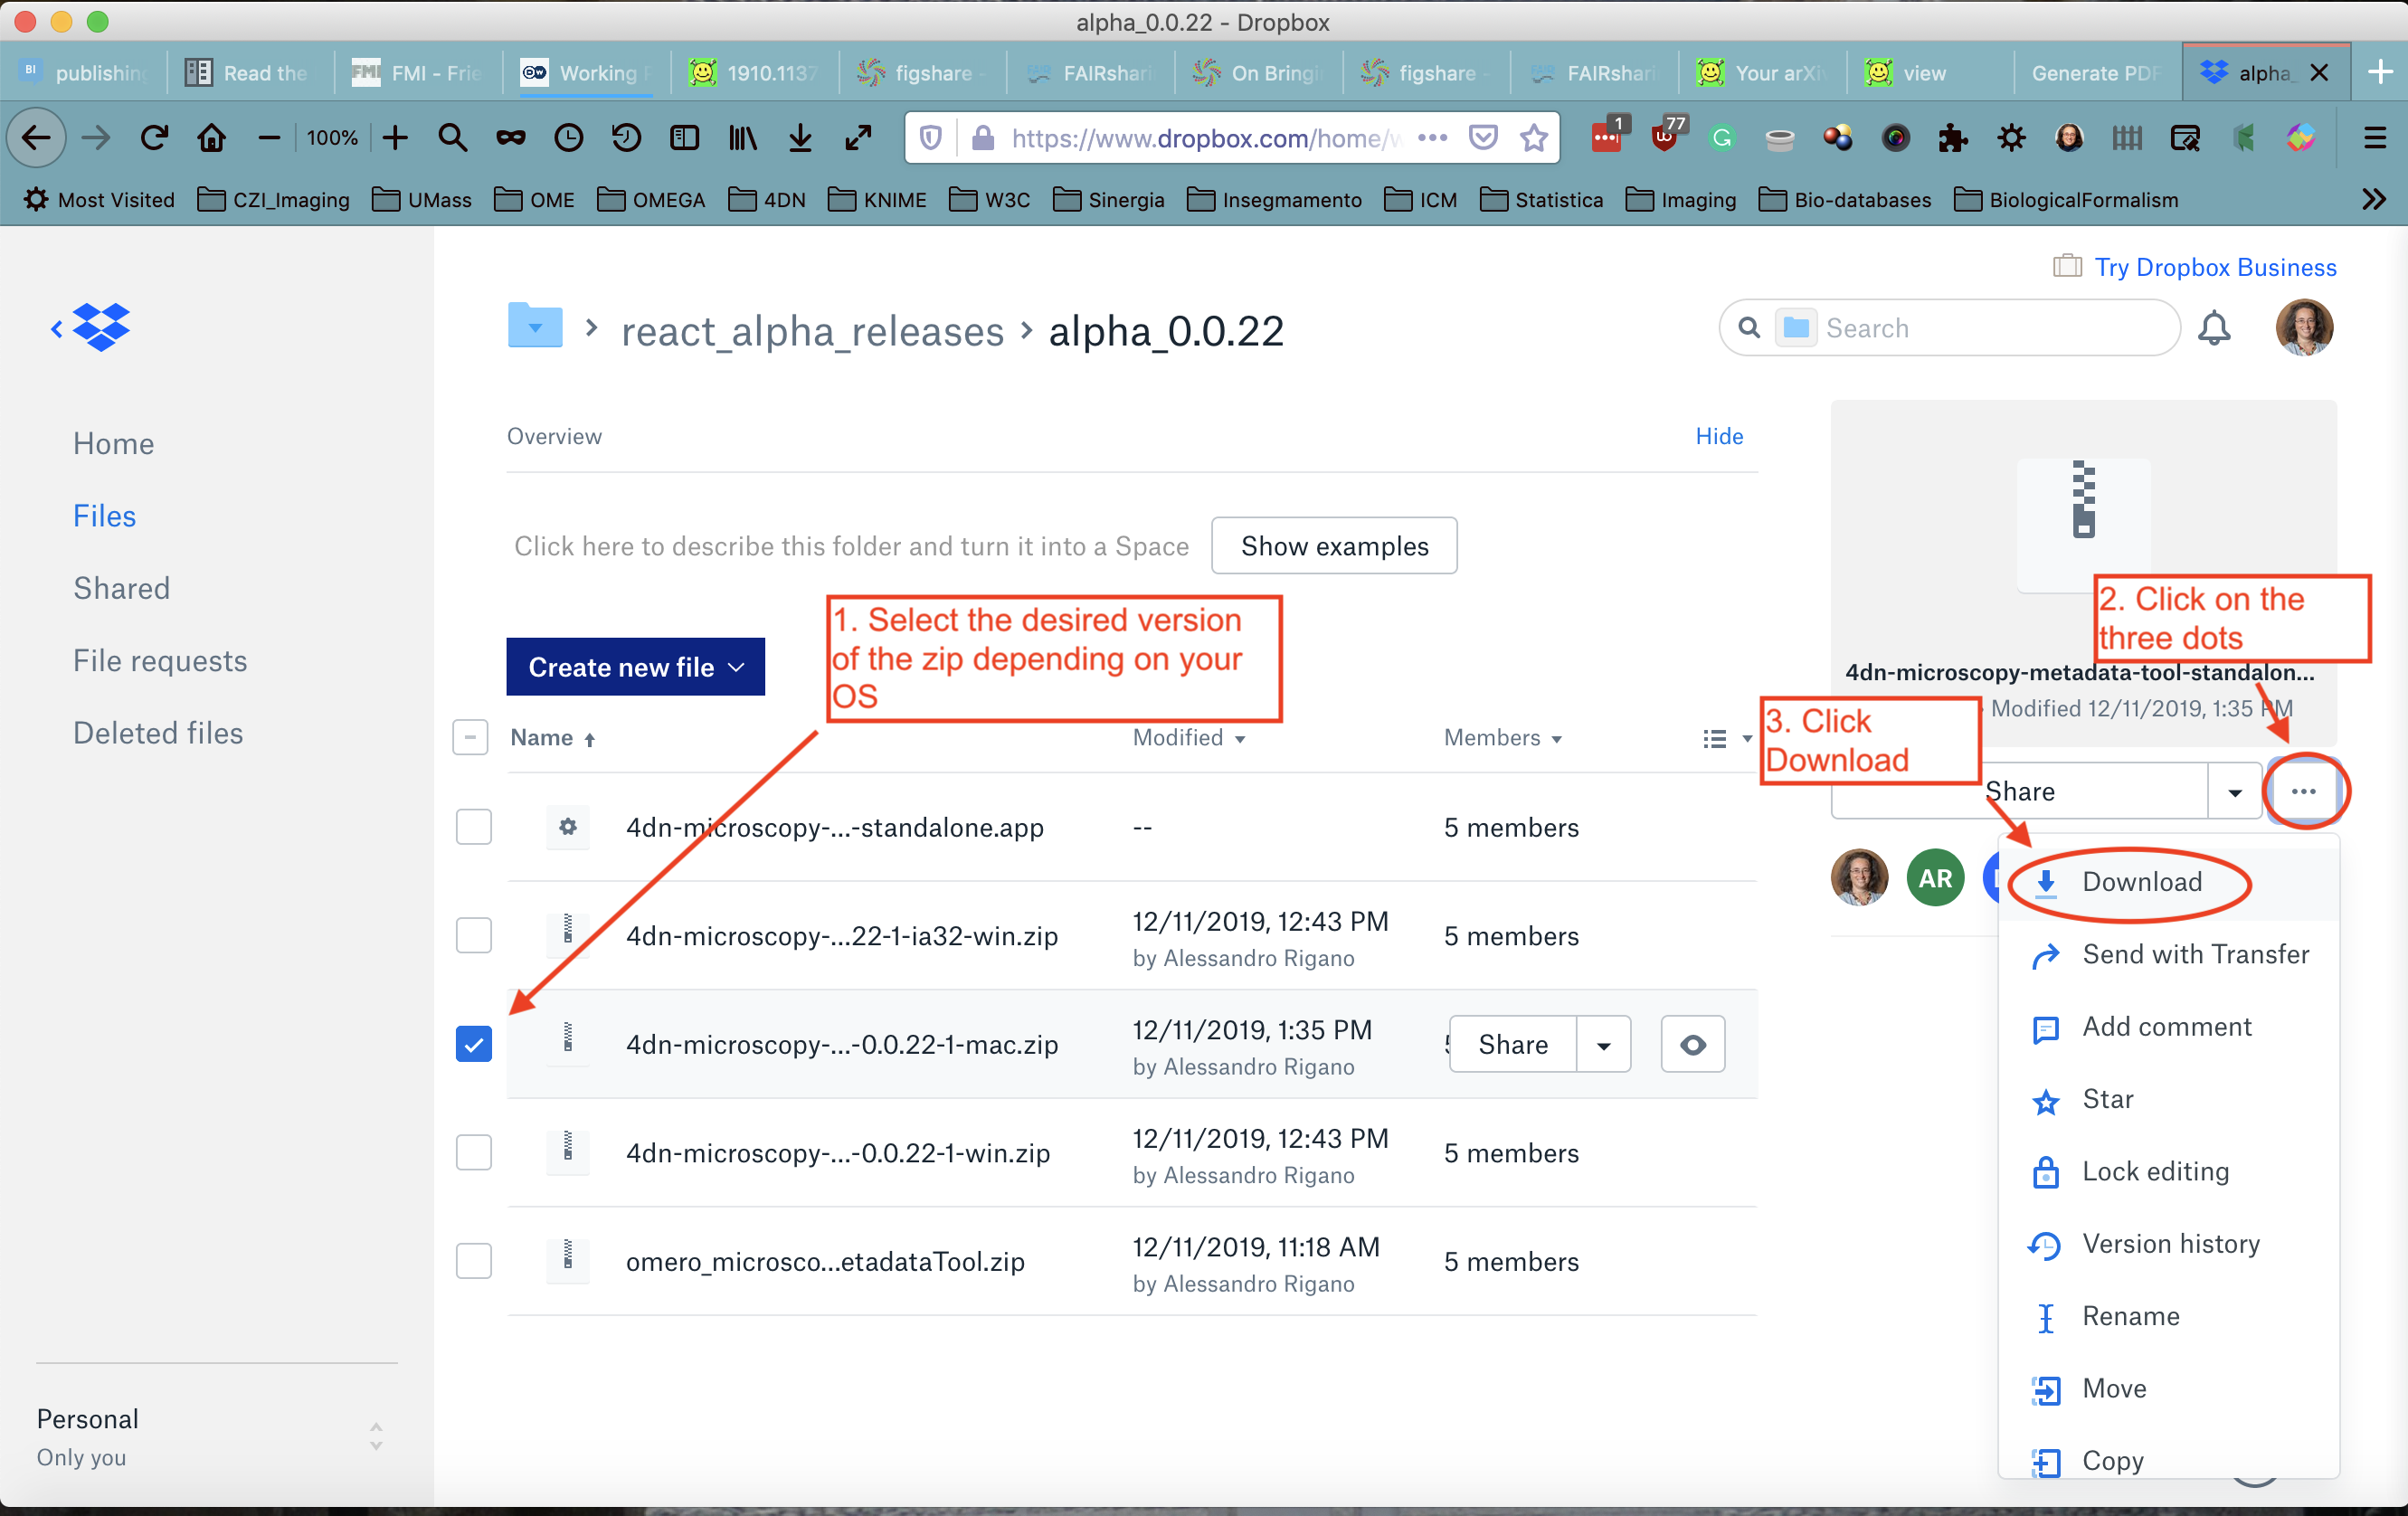 alpha_0.0.22 - Dropbox
BI publishing
Read the
FMI FMI - Frie
DW Working
1910.1137
figshare -
FAIRshari
On Bringi
figshare -
FAIRshari
Your arXi
view
Generate PDF
alpha_
100%
https://www.dropbox.com/home/w
1
77
Most Visited
CZI_Imaging
UMass
OME
OMEGA
4DN
KNIME
W3C
Sinergia
Insegmamento
ICM
Statistica
Imaging
Bio-databases
BiologicalFormalism
Try Dropbox Business
react_alpha_releases › alpha_0.0.22
Search
Home
Files
Shared
File requests
Deleted files
Personal
Only you
Overview
Hide
Click here to describe this folder and turn it into a Space
Show examples
Create new file
1. Select the desired version
of the zip depending on your
OS
Name
Modified
Members
4dn-microscopy-...-standalone.app -- 5 members
4dn-microscopy-...22-1-ia32-win.zip 12/11/2019, 12:43 PM 5 members
by Alessandro Rigano
4dn-microscopy-...-0.0.22-1-mac.zip 12/11/2019, 1:35 PM Share
by Alessandro Rigano
4dn-microscopy-...-0.0.22-1-win.zip 12/11/2019, 12:43 PM 5 members
by Alessandro Rigano
omero_microsco...etadataTool.zip 12/11/2019, 11:18 AM 5 members
by Alessandro Rigano
2. Click on the
three dots
4dn-microscopy-metadata-tool-standalon...
Modified 12/11/2019, 1:35 PM
3. Click
Download
Share
AR
Download
Send with Transfer
Add comment
Star
Lock editing
Version history
Rename
Move
Copy